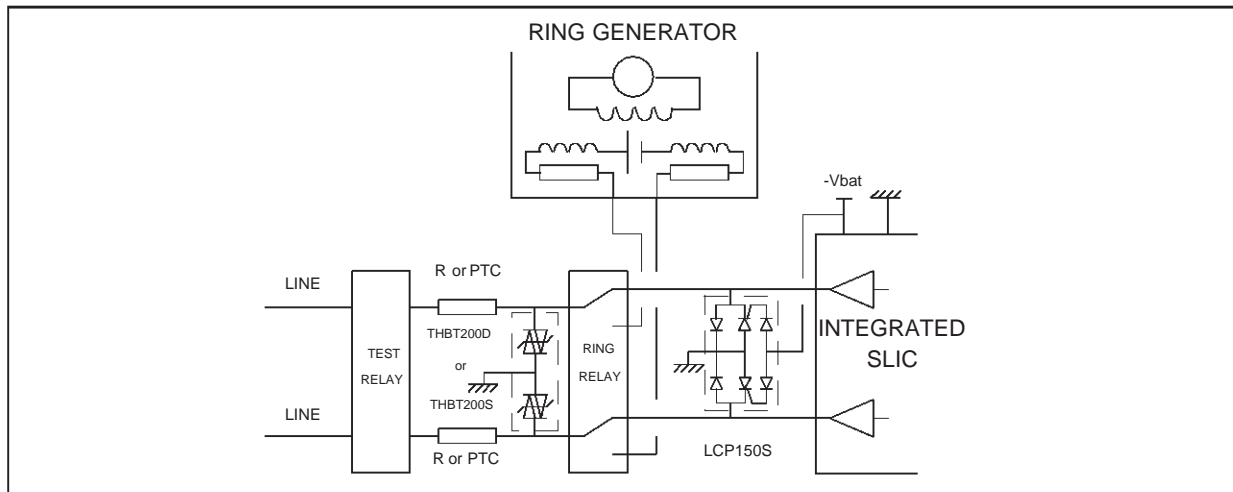 RING GENERATOR
-Vbat
LINE
R or PTC
THBT200D
or
THBT200S
TEST
RELAY
RING
RELAY
INTEGRATED
SLIC
LINE
R or PTC
LCP150S